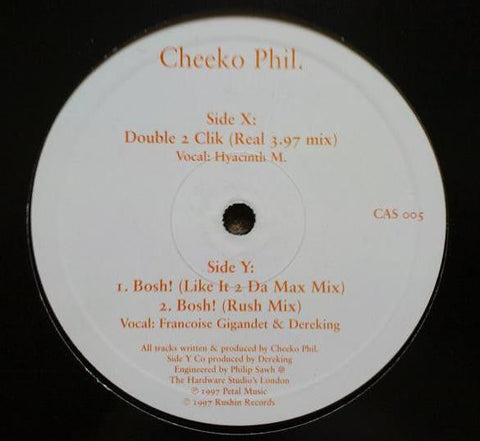 Cheeko Phil.
Side X:
Double 2 Clik (Real 3.97 mix)
Vocal: Hyacinth M.
CAS 005
Side Y:
1. Bosh! (Like It 2 Da Max Mix)
2. Bosh! (Rush Mix)
Vocal: Francoise Gigandet & Dereking
All tracks written & produced by Cheeko Phil.
Side Y Co produced by Dereking
Engineered by Philip Sawh @
The Hardware Studio's London
℗ 1997 Petal Music
© 1997 Rushin Records